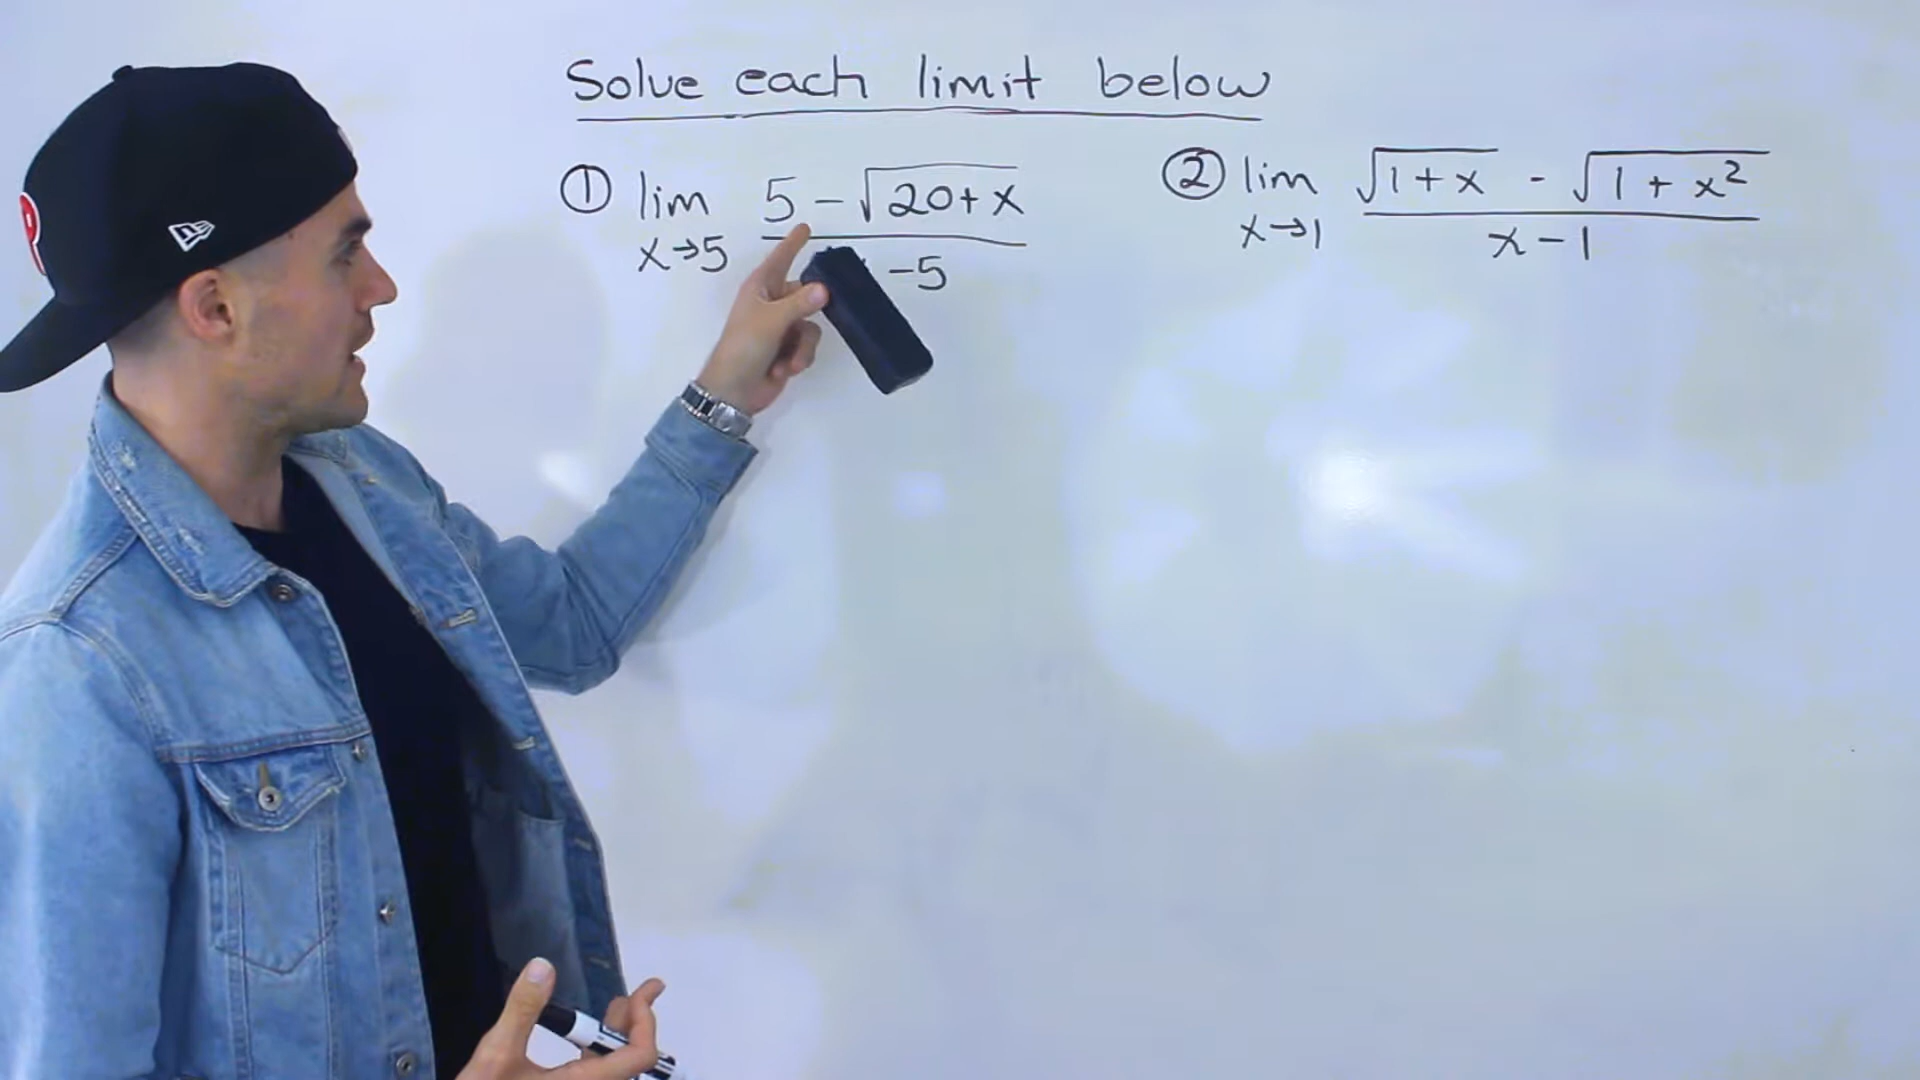 Solve each limit below
① lim x→5 5-√20+x / -5
② lim x→1 √1+x - √1+x² / x-1